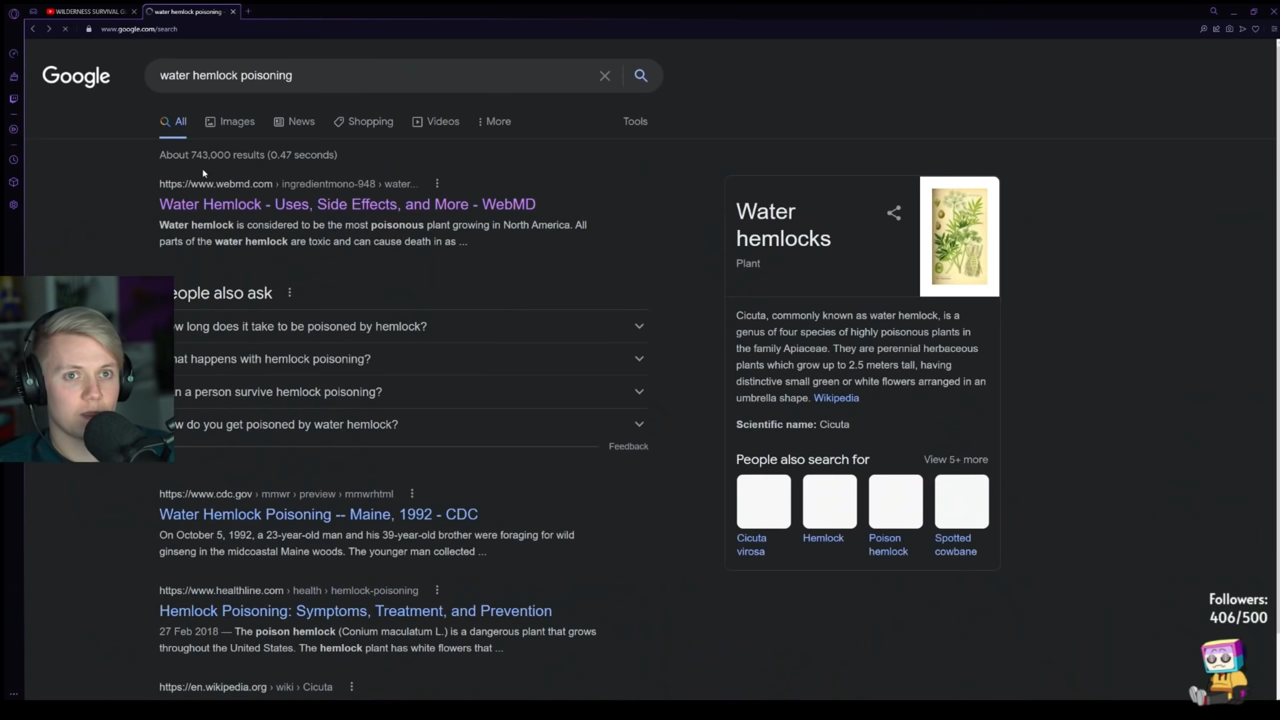 WILDERNESS SURVIVAL G
water hemlock poisoning
www.google.com/search
Google
water hemlock poisoning
All
Images
News
Shopping
Videos
More
Tools
About 743,000 results (0.47 seconds)
https://www.webmd.com › ingredientmono-948 › water...
Water Hemlock - Uses, Side Effects, and More - WebMD
Water hemlock is considered to be the most poisonous plant growing in North America. All
parts of the water hemlock are toxic and can cause death in as ...
eople also ask
w long does it take to be poisoned by hemlock?
hat happens with hemlock poisoning?
n a person survive hemlock poisoning?
w do you get poisoned by water hemlock?
Feedback
https://www.cdc.gov › mmwr › preview › mmwrhtml
Water Hemlock Poisoning -- Maine, 1992 - CDC
On October 5, 1992, a 23-year-old man and his 39-year-old brother were foraging for wild
ginseng in the midcoastal Maine woods. The younger man collected ...
https://www.healthline.com › health › hemlock-poisoning
Hemlock Poisoning: Symptoms, Treatment, and Prevention
27 Feb 2018 — The poison hemlock (Conium maculatum L.) is a dangerous plant that grows
throughout the United States. The hemlock plant has white flowers that ...
https://en.wikipedia.org › wiki › Cicuta
Water
hemlocks
Plant
Cicuta, commonly known as water hemlock, is a
genus of four species of highly poisonous plants in
the family Apiaceae. They are perennial herbaceous
plants which grow up to 2.5 meters tall, having
distinctive small green or white flowers arranged in an
umbrella shape. Wikipedia
Scientific name: Cicuta
People also search for
View 5+ more
Cicuta
virosa
Hemlock
Poison
hemlock
Spotted
cowbane
Followers:
406/500